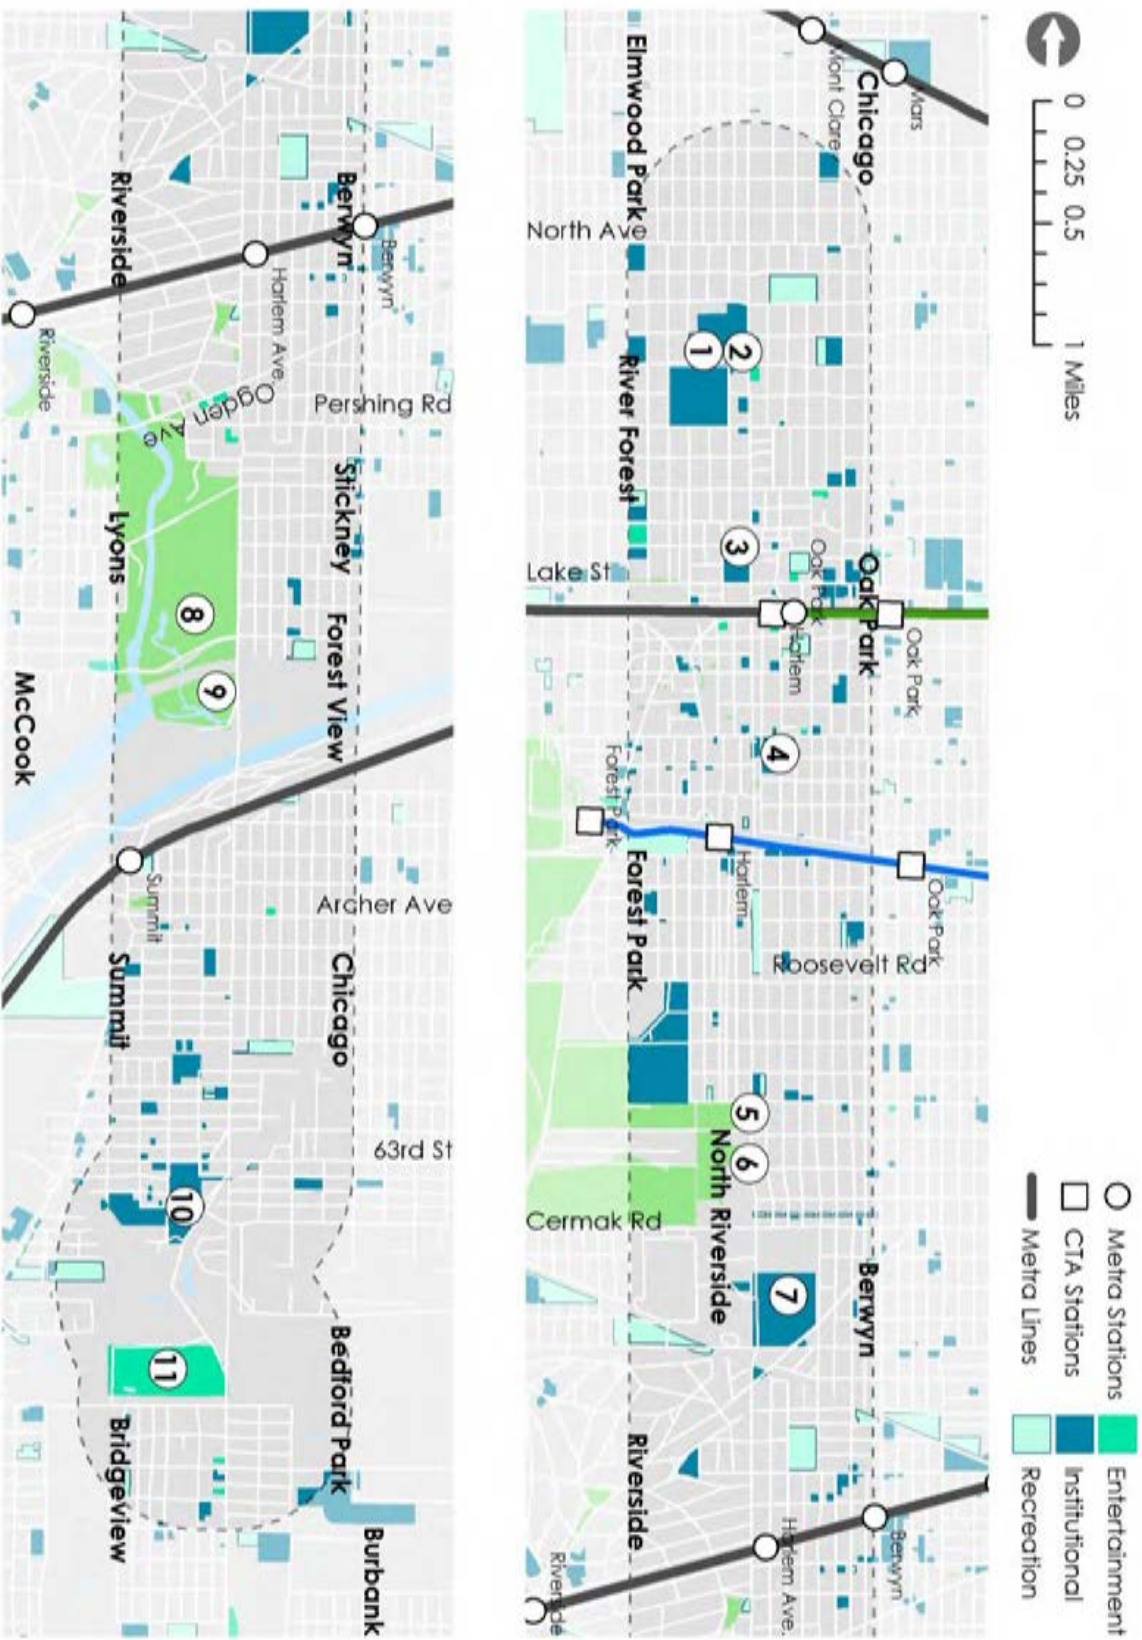 0 0.25 0.5 1 Miles
Metra Stations
CTA Stations
Metra Lines
Entertainment
Institutional
Recreation
Mars
Mont Clare
Chicago
Elmwood Park
North Ave
1
2
River Forest
3
Lake St
Oak Park
Oak Park
Harlem
Oak Park
4
Forest Park
Harlem
Oak Park
Forest Park
Roosevelt Rd
5
6
North Riverside
Cermak Rd
7
Berwyn
Riverside
Berwyn
Harlem Ave.
Riverside
Berwyn
Riverside
Berwyn
Harlem Ave.
Riverside
Ogden Ave
Pershing Rd
Stickney
Lyons
8
Forest View
9
McCook
Summit
Archer Ave
Summit
Chicago
63rd St
10
11
Bedford Park
Bridgeview
Burbank